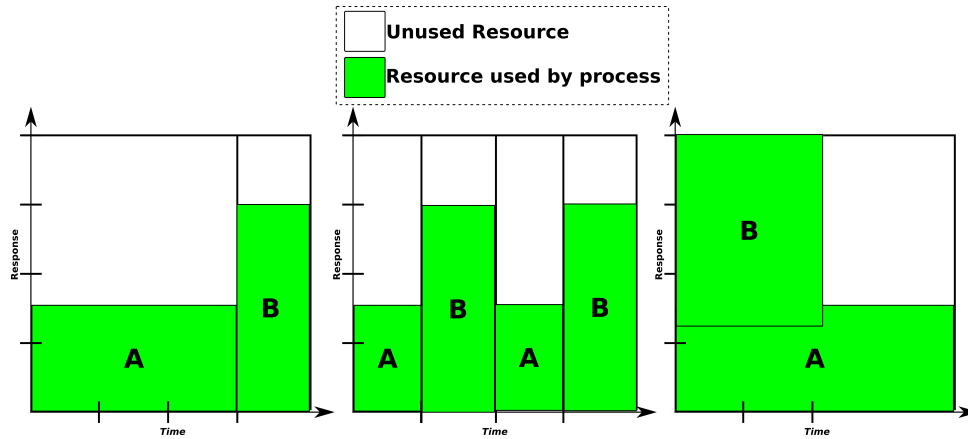 Unused Resource
Resource used by process
Response
A
B
Time
Response
A
B
A
B
Time
Response
B
A
Time